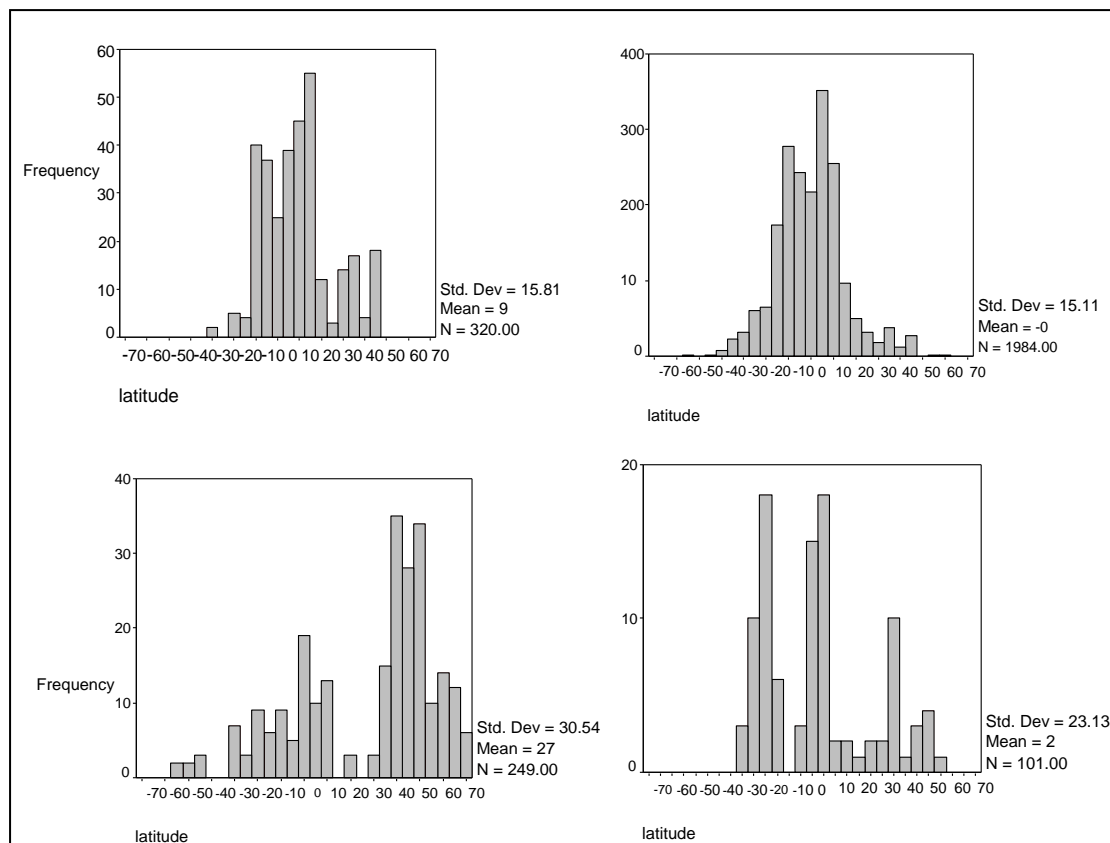 60
50
40
30
20
10
0
Frequency
-70 -60 -50 -40 -30 -20 -10 0 10 20 30 40 50 60 70
latitude
Std. Dev = 15.81
Mean = 9
N = 320.00
400
300
200
10
0
-70 -60 -50 -40 -30 -20 -10 0 10 20 30 40 50 60 70
latitude
Std. Dev = 15.11
Mean = -0
N = 1984.00
40
30
20
10
0
Frequency
-70 -60 -50 -40 -30 -20 -10 0 10 20 30 40 50 60 70
latitude
Std. Dev = 30.54
Mean = 27
N = 249.00
20
10
0
-70 -60 -50 -40 -30 -20 -10 0 10 20 30 40 50 60 70
latitude
Std. Dev = 23.13
Mean = 2
N = 101.00